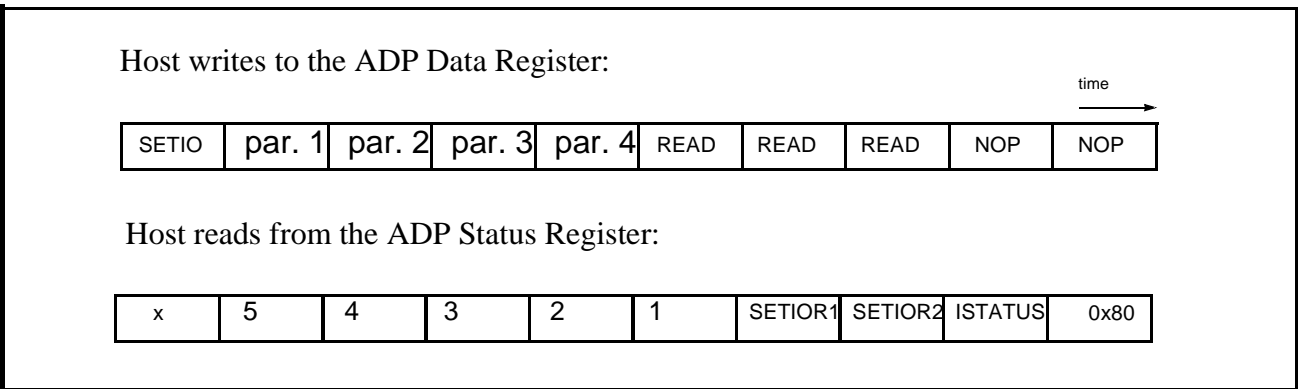 Host writes to the ADP Data Register:
time
SETIO par. 1 par. 2 par. 3 par. 4 READ READ READ NOP NOP
Host reads from the ADP Status Register:
x 5 4 3 2 1 SETIOR1 SETIOR2 ISTATUS 0x80